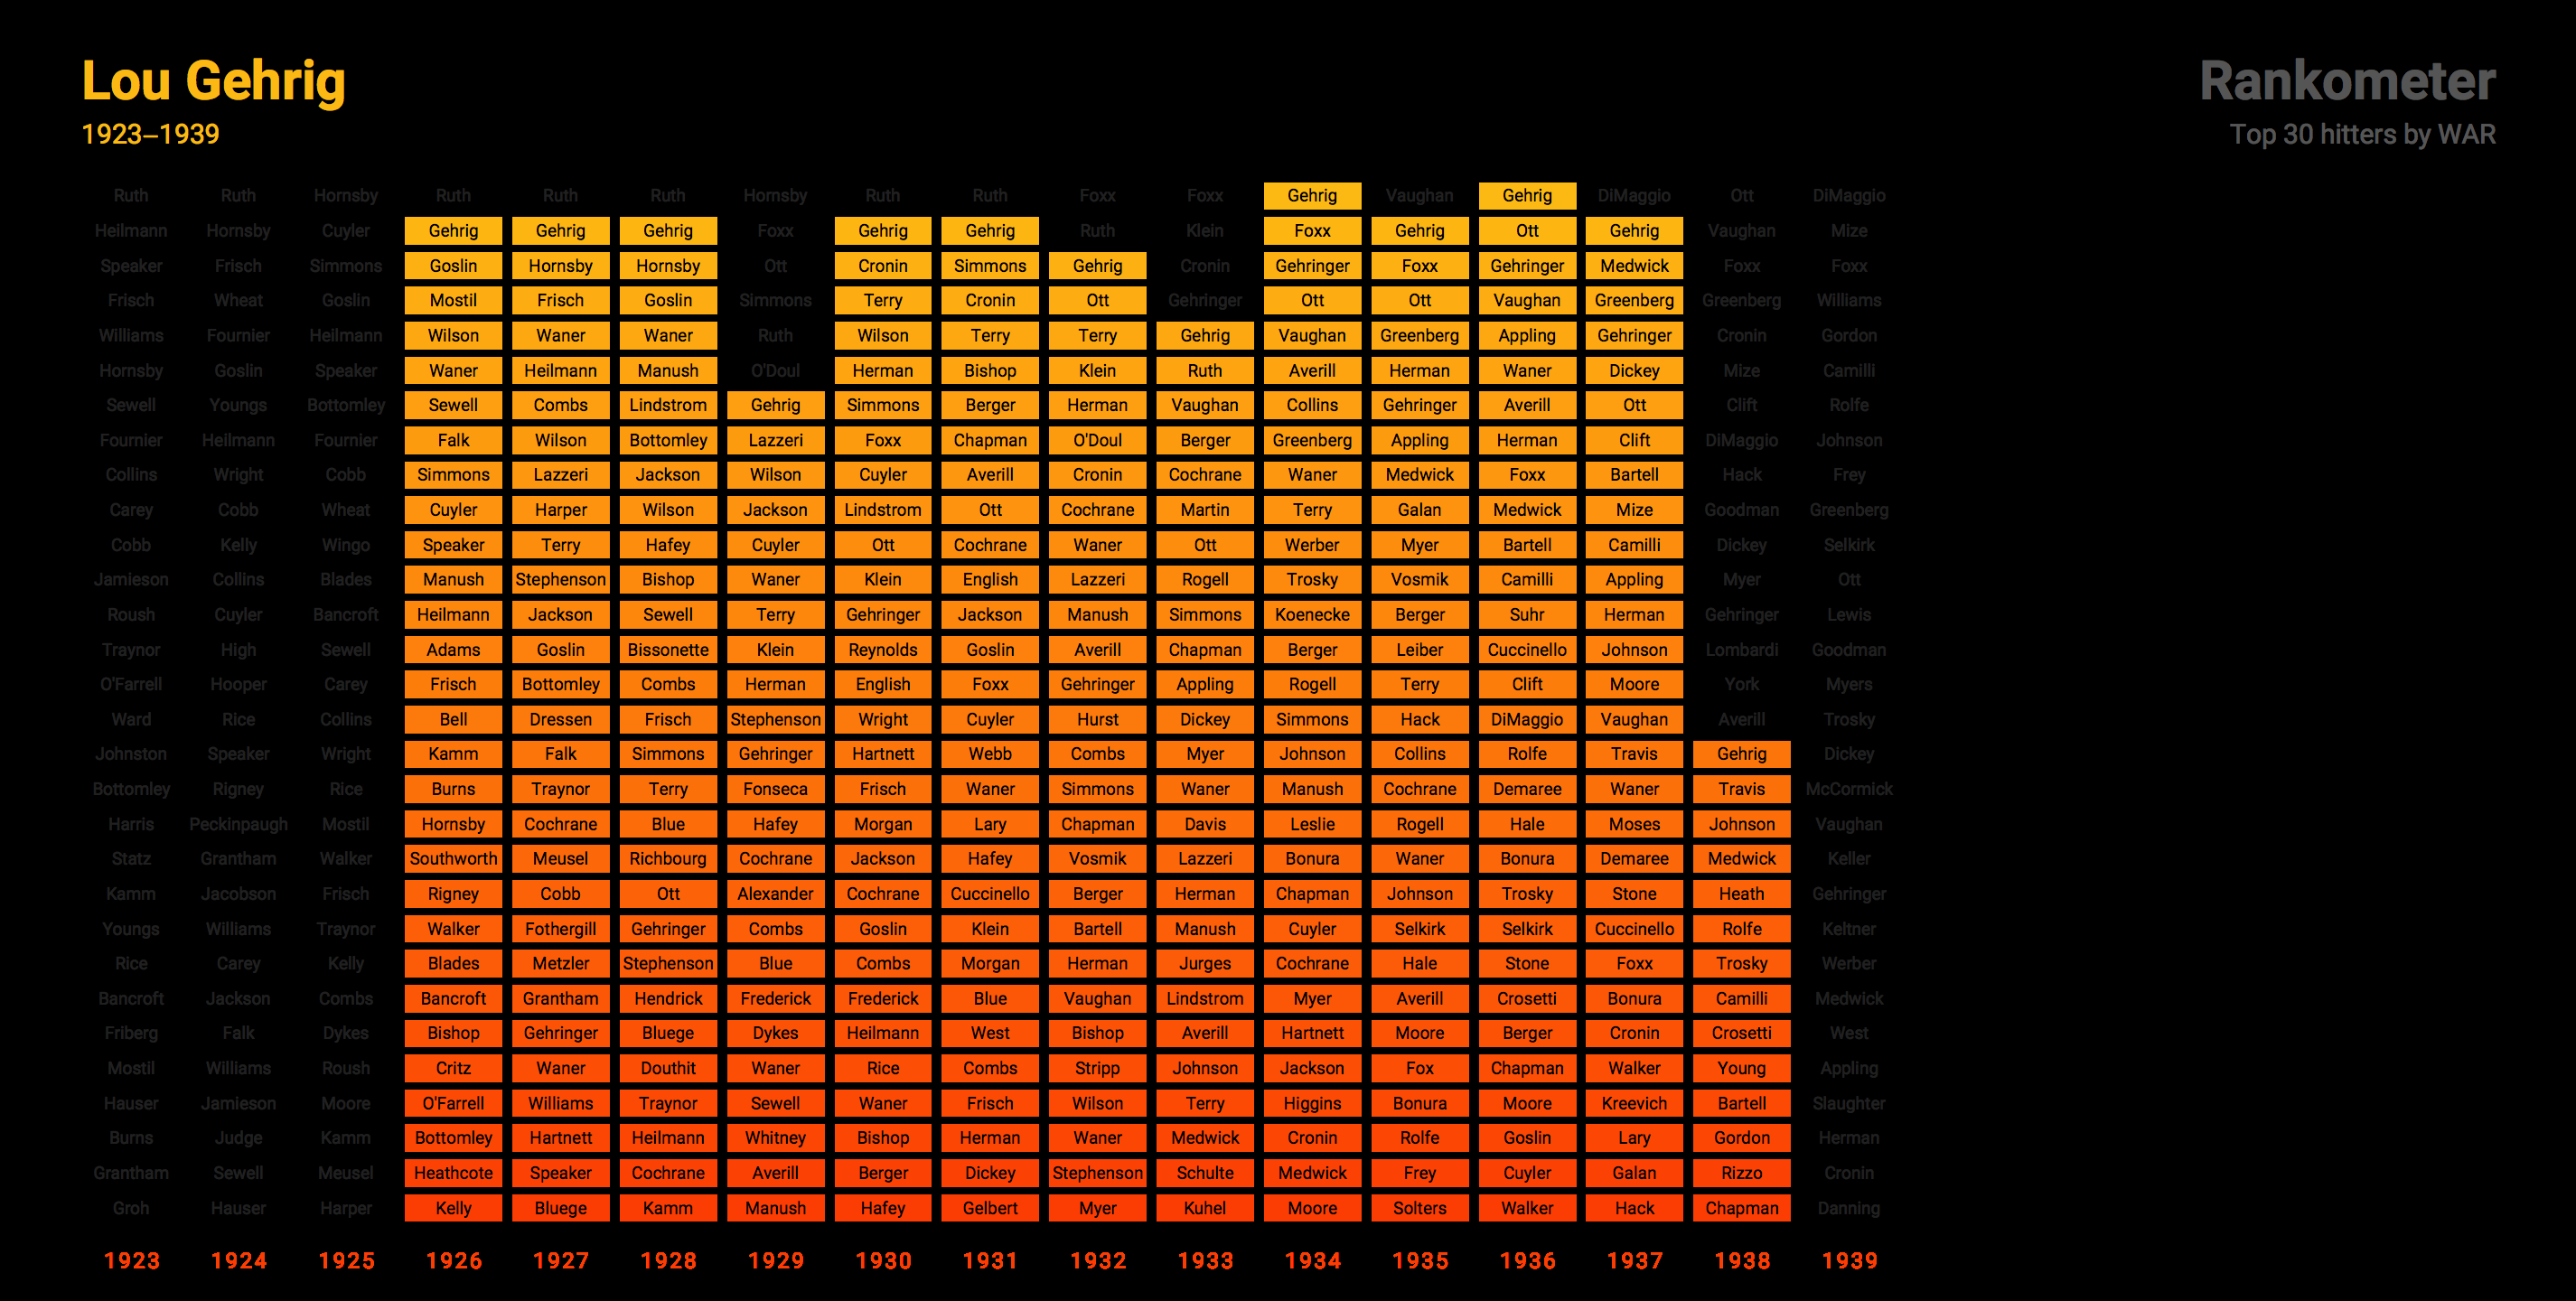 Lou Gehrig
1923–1939
Rankometer
Top 30 hitters by WAR
Ruth Ruth Hornsby Ruth Ruth Ruth Hornsby Ruth Ruth Foxx Foxx Gehrig Vaughan Gehrig DiMaggio Ott DiMaggio
Heilmann Hornsby Cuyler Gehrig Gehrig Gehrig Foxx Gehrig Gehrig Ruth Klein Foxx Gehrig Ott Gehrig Vaughan Mize
Speaker Frisch Simmons Goslin Hornsby Hornsby Ott Cronin Simmons Gehrig Cronin Gehringer Foxx Gehringer Medwick Foxx Foxx
Frisch Wheat Goslin Mostil Frisch Goslin Simmons Terry Cronin Ott Gehringer Ott Ott Vaughan Greenberg Greenberg Williams
Williams Fournier Heilmann Wilson Waner Waner Ruth Wilson Terry Terry Gehrig Vaughan Greenberg Appling Gehringer Cronin Gordon
Hornsby Goslin Speaker Waner Heilmann Manush O'Doul Herman Bishop Klein Ruth Averill Herman Waner Dickey Mize Camilli
Sewell Youngs Bottomley Sewell Combs Lindstrom Gehrig Simmons Berger Herman Vaughan Collins Gehringer Averill Ott Clift Rolfe
Fournier Heilmann Fournier Falk Wilson Bottomley Lazzeri Foxx Chapman O'Doul Berger Greenberg Appling Herman Clift DiMaggio Johnson
Collins Wright Cobb Simmons Lazzeri Jackson Wilson Cuyler Averill Cronin Cochrane Waner Medwick Foxx Bartell Hack Frey
Carey Cobb Wheat Cuyler Harper Wilson Jackson Lindstrom Ott Cochrane Martin Terry Galan Medwick Mize Goodman Greenberg
Cobb Kelly Wingo Speaker Terry Hafey Cuyler Ott Cochrane Waner Ott Werber Myer Bartell Camilli Dickey Selkirk
Jamieson Collins Blades Manush Stephenson Bishop Waner Klein English Lazzeri Rogell Trosky Vosmik Camilli Appling Myer Ott
Roush Cuyler Bancroft Heilmann Jackson Sewell Terry Gehringer Jackson Manush Simmons Koenecke Berger Suhr Herman Gehringer Lewis
Traynor High Sewell Adams Goslin Bissonette Klein Reynolds Goslin Averill Chapman Berger Leiber Cuccinello Johnson Lombardi Goodman
O'Farrell Hooper Carey Frisch Bottomley Combs Herman English Foxx Gehringer Appling Rogell Terry Clift Moore York Myers
Ward Rice Collins Bell Dressen Frisch Stephenson Wright Cuyler Hurst Dickey Simmons Hack DiMaggio Vaughan Averill Trosky
Johnston Speaker Wright Kamm Falk Simmons Gehringer Hartnett Webb Combs Myer Johnson Collins Rolfe Travis Gehrig Dickey
Bottomley Rigney Rice Burns Traynor Terry Fonseca Frisch Waner Simmons Waner Manush Cochrane Demaree Waner Travis McCormick
Harris Peckinpaugh Mostil Hornsby Cochrane Blue Hafey Morgan Lary Chapman Davis Leslie Rogell Hale Moses Johnson Vaughan
Statz Grantham Walker Southworth Meusel Richbourg Cochrane Jackson Hafey Vosmik Lazzeri Bonura Waner Bonura Demaree Medwick Keller
Kamm Jacobson Frisch Rigney Cobb Ott Alexander Cochrane Cuccinello Berger Herman Chapman Johnson Trosky Stone Heath Gehringer
Youngs Williams Traynor Walker Fothergill Gehringer Combs Goslin Klein Bartell Manush Cuyler Selkirk Selkirk Cuccinello Rolfe Keltner
Rice Carey Kelly Blades Metzler Stephenson Blue Combs Morgan Herman Jurges Cochrane Hale Stone Foxx Trosky Werber
Bancroft Jackson Combs Bancroft Grantham Hendrick Frederick Frederick Blue Vaughan Lindstrom Myer Averill Crosetti Bonura Camilli Medwick
Friberg Falk Dykes Bishop Gehringer Bluege Dykes Heilmann West Bishop Averill Hartnett Moore Berger Cronin Crosetti West
Mostil Williams Roush Critz Waner Douthit Waner Rice Combs Stripp Johnson Jackson Fox Chapman Walker Young Appling
Hauser Jamieson Moore O'Farrell Williams Traynor Sewell Waner Frisch Wilson Terry Higgins Bonura Moore Kreevich Bartell Slaughter
Burns Judge Kamm Bottomley Hartnett Heilmann Whitney Bishop Herman Waner Medwick Cronin Rolfe Goslin Lary Gordon Herman
Grantham Sewell Meusel Heathcote Speaker Cochrane Averill Berger Dickey Stephenson Schulte Medwick Frey Cuyler Galan Rizzo Cronin
Groh Hauser Harper Kelly Bluege Kamm Manush Hafey Gelbert Myer Kuhel Moore Solters Walker Hack Chapman Danning
1923 1924 1925 1926 1927 1928 1929 1930 1931 1932 1933 1934 1935 1936 1937 1938 1939